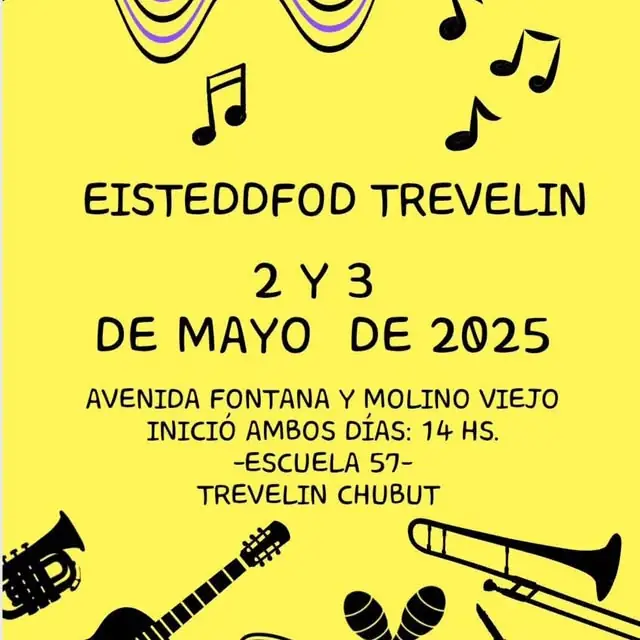 EISTEDDFOD TREVELIN
2 Y 3
DE MAYO DE 2025
AVENIDA FONTANA Y MOLINO VIEJO
INICIÓ AMBOS DÍAS: 14 HS.
-ESCUELA 57-
TREVELIN CHUBUT